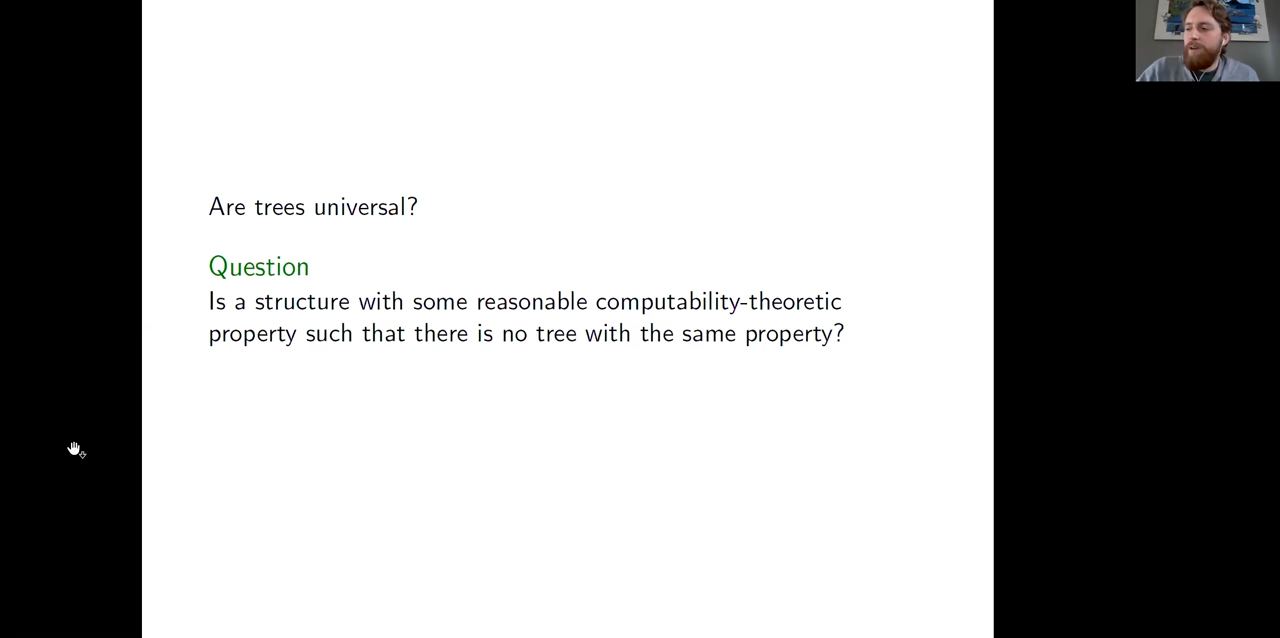 Are trees universal?
Question
Is a structure with some reasonable computability-theoretic
property such that there is no tree with the same property?